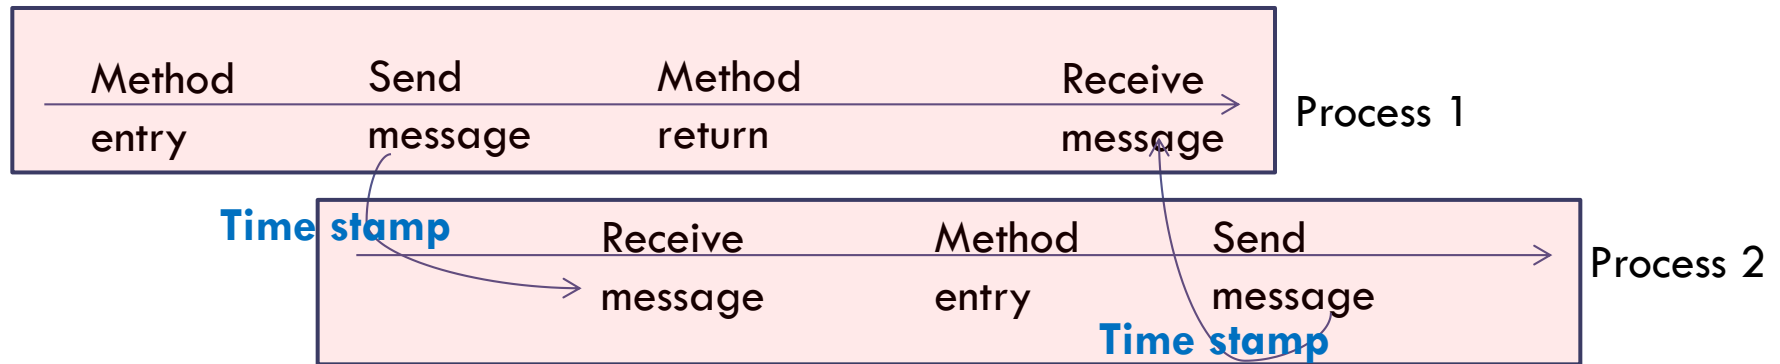 Method Send Method Receive
entry message return message
Process 1
Time stamp
Receive Method Send
message entry message
Process 2
Time stamp